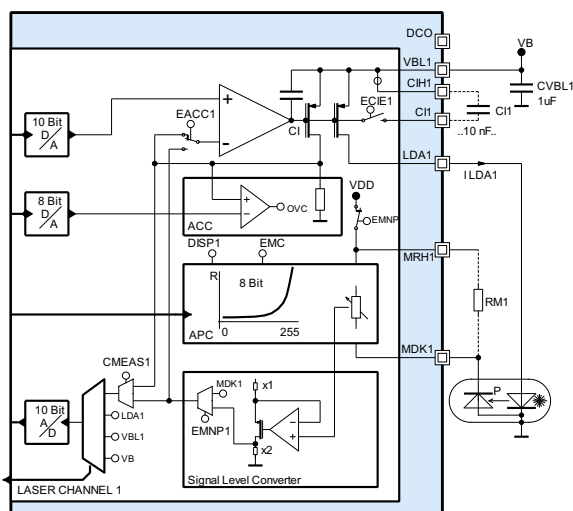 DCO
VB
VBL1
CIH1
CVBL1
1uF
CI1
CI1
..10 nF..
10 Bit
D/A
EACC1
+
−
CI
ECIE1
LDA1
ILDA1
8 Bit
D/A
+
−
OVC
ACC
VDD
EMNP
DISP1
EMC
MRH1
R
8 Bit
0
255
APC
RM1
MDK1
CMEAS1
10 Bit
A/D
LDA1
VBL1
VB
MDK1
EMNP1
x1
−
+
x2
Signal Level Converter
P
LASER CHANNEL 1